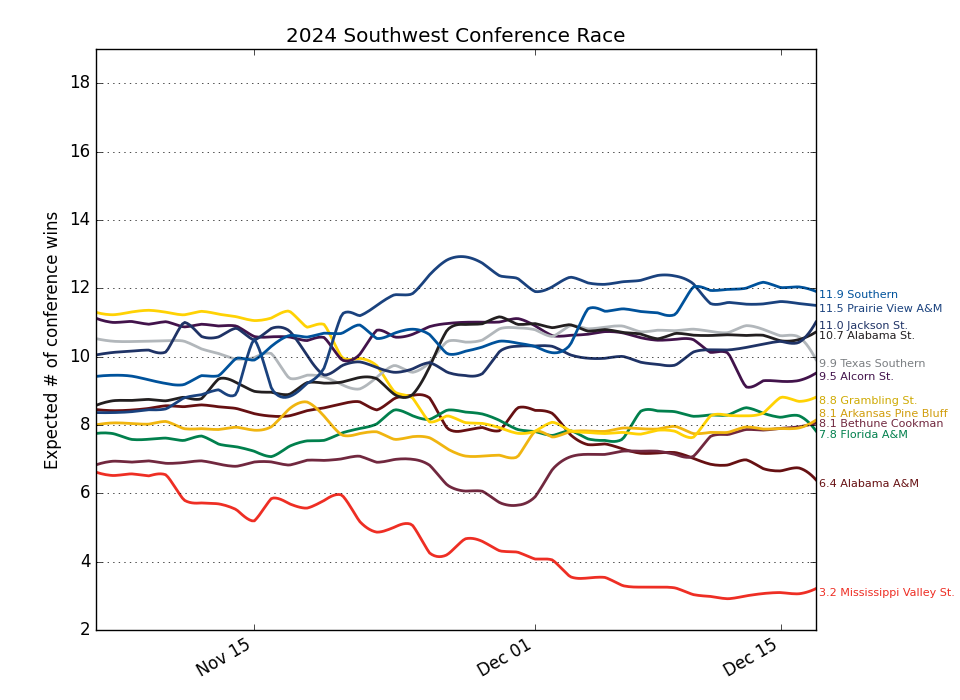 2024 Southwest Conference Race
Expected # of conference wins
18
16
14
12
10
8
6
4
2
Nov 15
Dec 01
Dec 15
11.9 Southern
11.5 Prairie View A&M
11.0 Jackson St.
10.7 Alabama St.
9.9 Texas Southern
9.5 Alcorn St.
8.8 Grambling St.
8.1 Arkansas Pine Bluff
8.1 Bethune Cookman
7.8 Florida A&M
6.4 Alabama A&M
3.2 Mississippi Valley St.